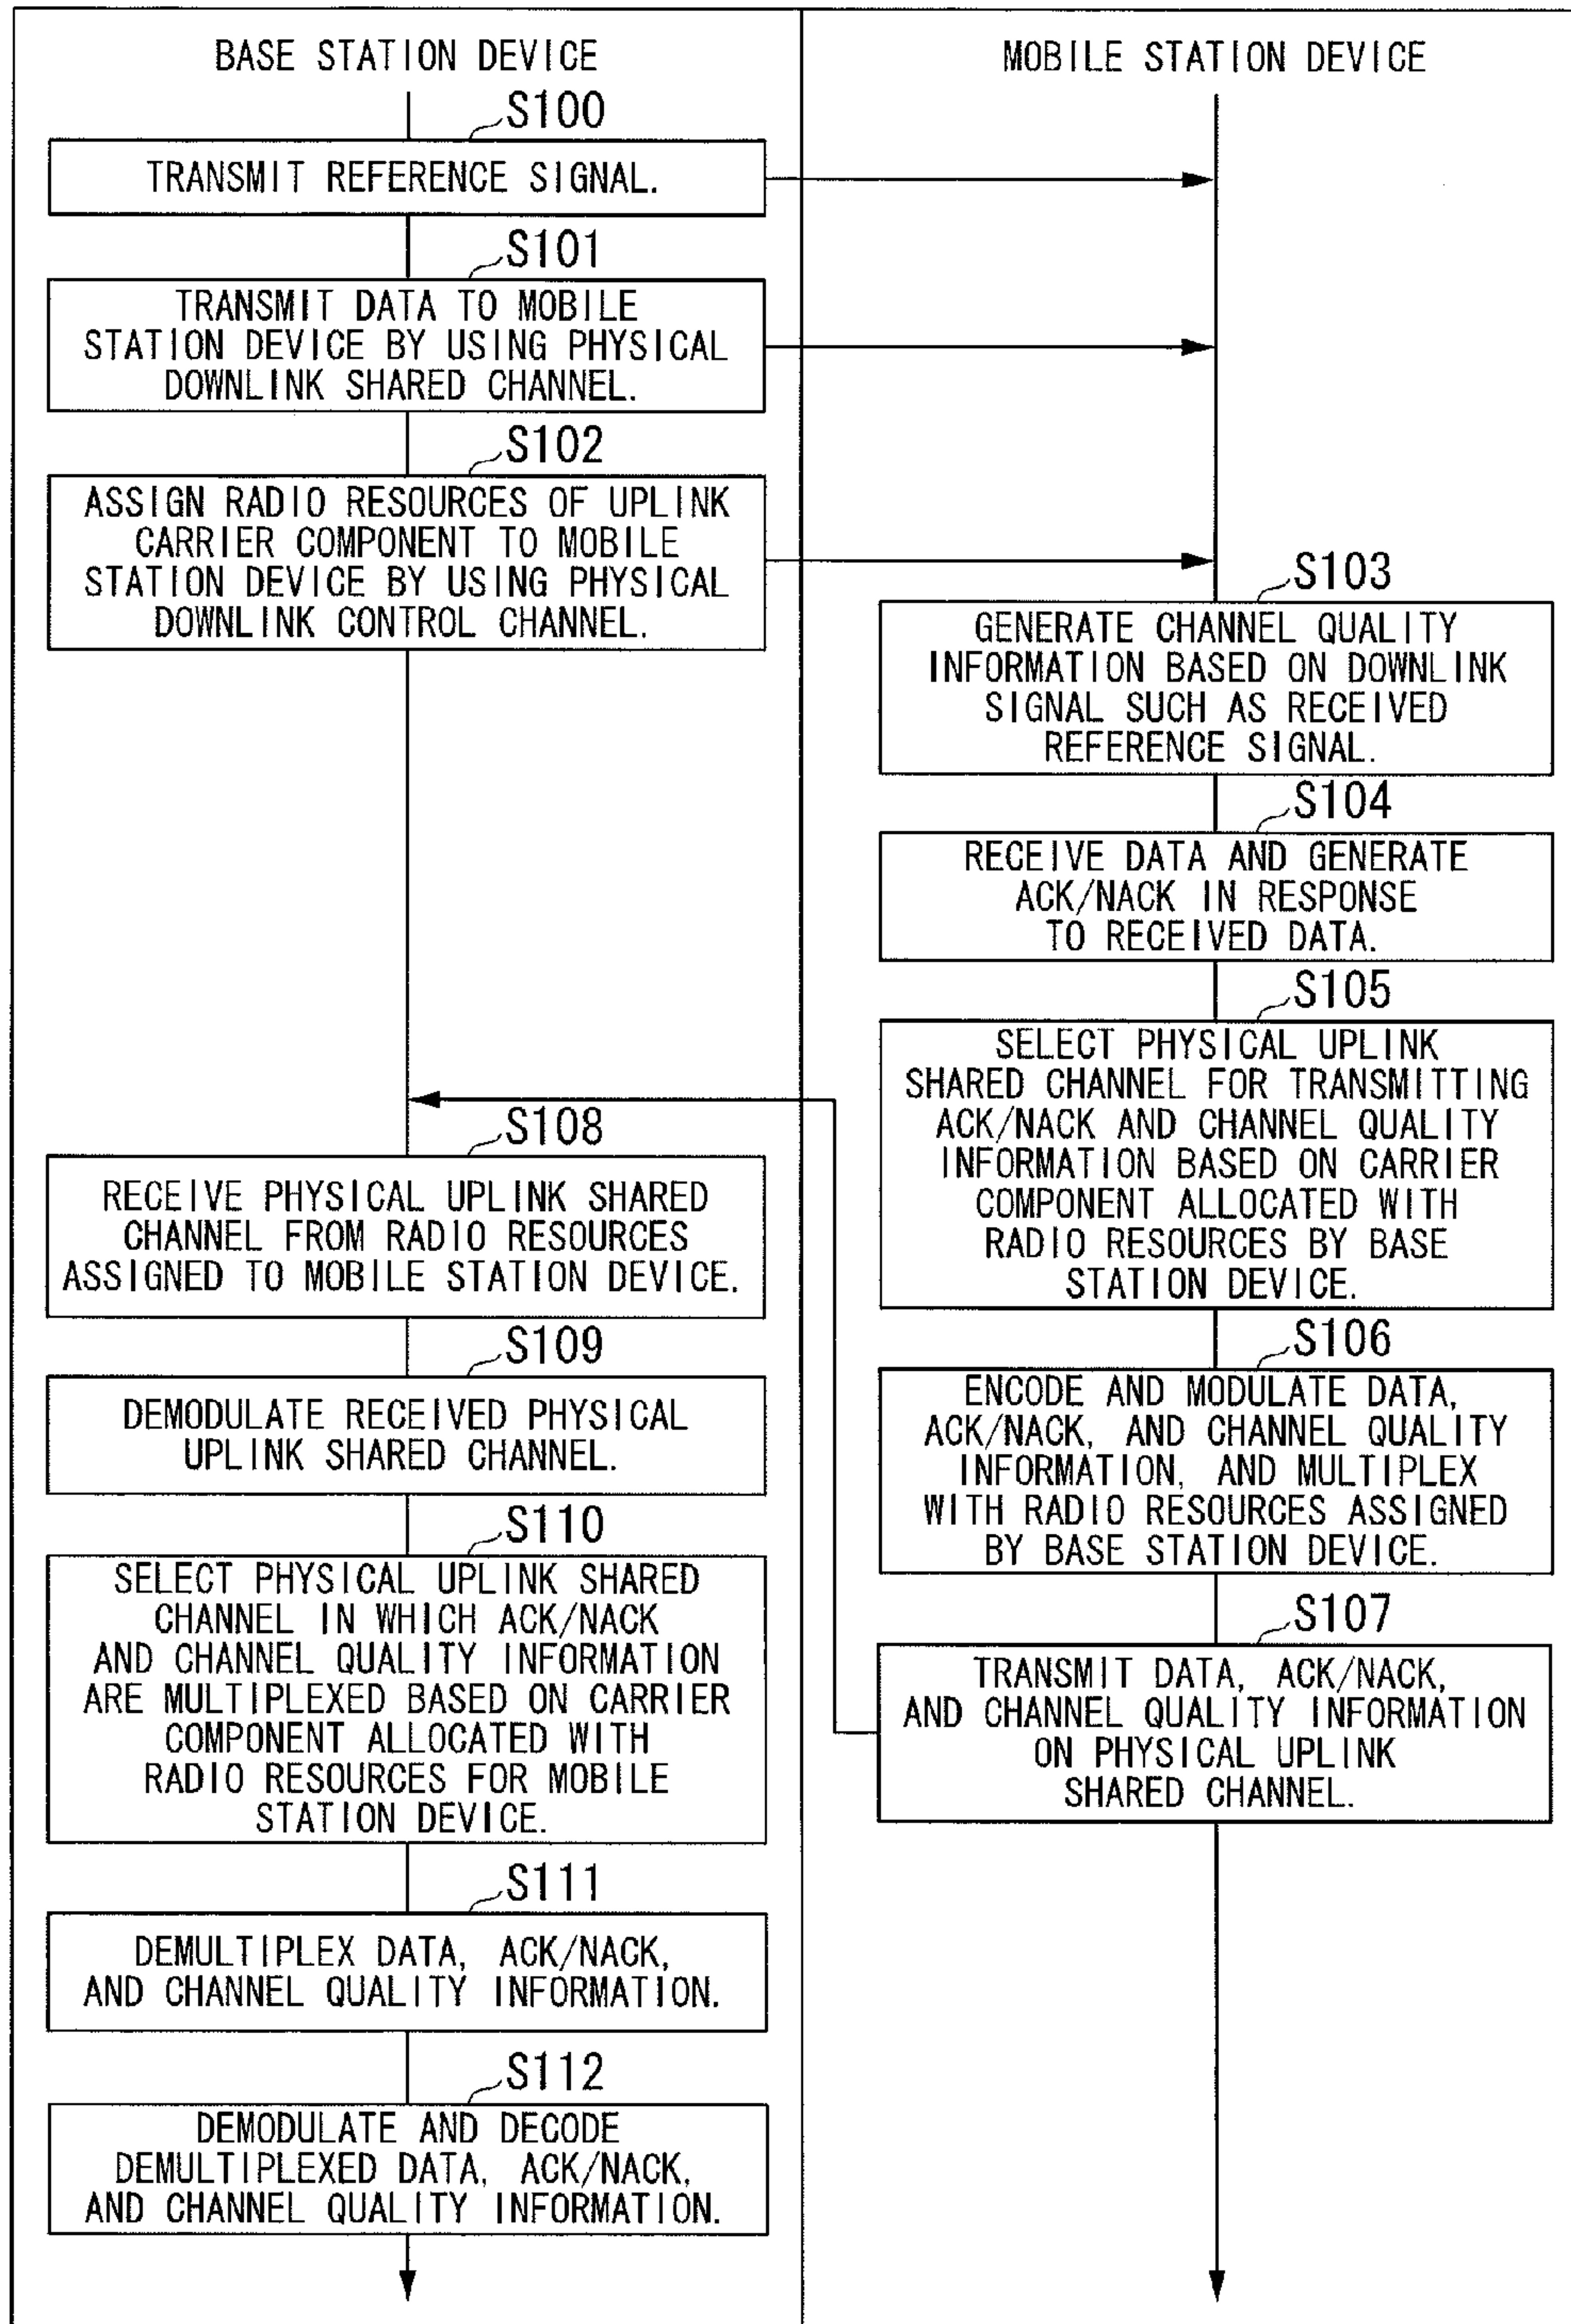 BASE STATION DEVICE
MOBILE STATION DEVICE
S100
TRANSMIT REFERENCE SIGNAL.
S101
TRANSMIT DATA TO MOBILE
STATION DEVICE BY USING PHYSICAL
DOWNLINK SHARED CHANNEL.
S102
ASSIGN RADIO RESOURCES OF UPLINK
CARRIER COMPONENT TO MOBILE
STATION DEVICE BY USING PHYSICAL
DOWNLINK CONTROL CHANNEL.
S103
GENERATE CHANNEL QUALITY
INFORMATION BASED ON DOWNLINK
SIGNAL SUCH AS RECEIVED
REFERENCE SIGNAL.
S104
RECEIVE DATA AND GENERATE
ACK/NACK IN RESPONSE
TO RECEIVED DATA.
S105
SELECT PHYSICAL UPLINK
SHARED CHANNEL FOR TRANSMITTING
ACK/NACK AND CHANNEL QUALITY
INFORMATION BASED ON CARRIER
COMPONENT ALLOCATED WITH
RADIO RESOURCES BY BASE
STATION DEVICE.
S106
ENCODE AND MODULATE DATA,
ACK/NACK, AND CHANNEL QUALITY
INFORMATION, AND MULTIPLEX
WITH RADIO RESOURCES ASSIGNED
BY BASE STATION DEVICE.
S107
TRANSMIT DATA, ACK/NACK,
AND CHANNEL QUALITY INFORMATION
ON PHYSICAL UPLINK
SHARED CHANNEL.
S108
RECEIVE PHYSICAL UPLINK SHARED
CHANNEL FROM RADIO RESOURCES
ASSIGNED TO MOBILE STATION DEVICE.
S109
DEMODULATE RECEIVED PHYSICAL
UPLINK SHARED CHANNEL.
S110
SELECT PHYSICAL UPLINK SHARED
CHANNEL IN WHICH ACK/NACK
AND CHANNEL QUALITY INFORMATION
ARE MULTIPLEXED BASED ON CARRIER
COMPONENT ALLOCATED WITH
RADIO RESOURCES FOR MOBILE
STATION DEVICE.
S111
DEMULTIPLEX DATA, ACK/NACK,
AND CHANNEL QUALITY INFORMATION.
S112
DEMODULATE AND DECODE
DEMULTIPLEXED DATA, ACK/NACK,
AND CHANNEL QUALITY INFORMATION.